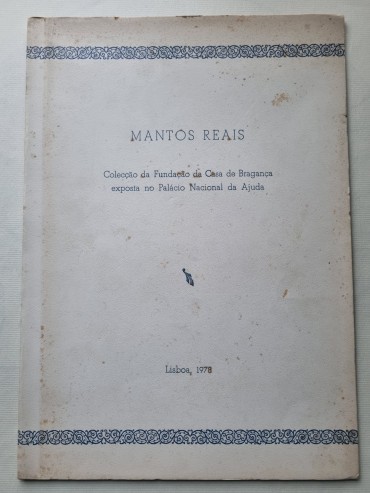 MANTOS REAIS
Colecção da Fundação da Casa de Bragança
exposta no Palácio Nacional da Ajuda
Lisboa, 1978